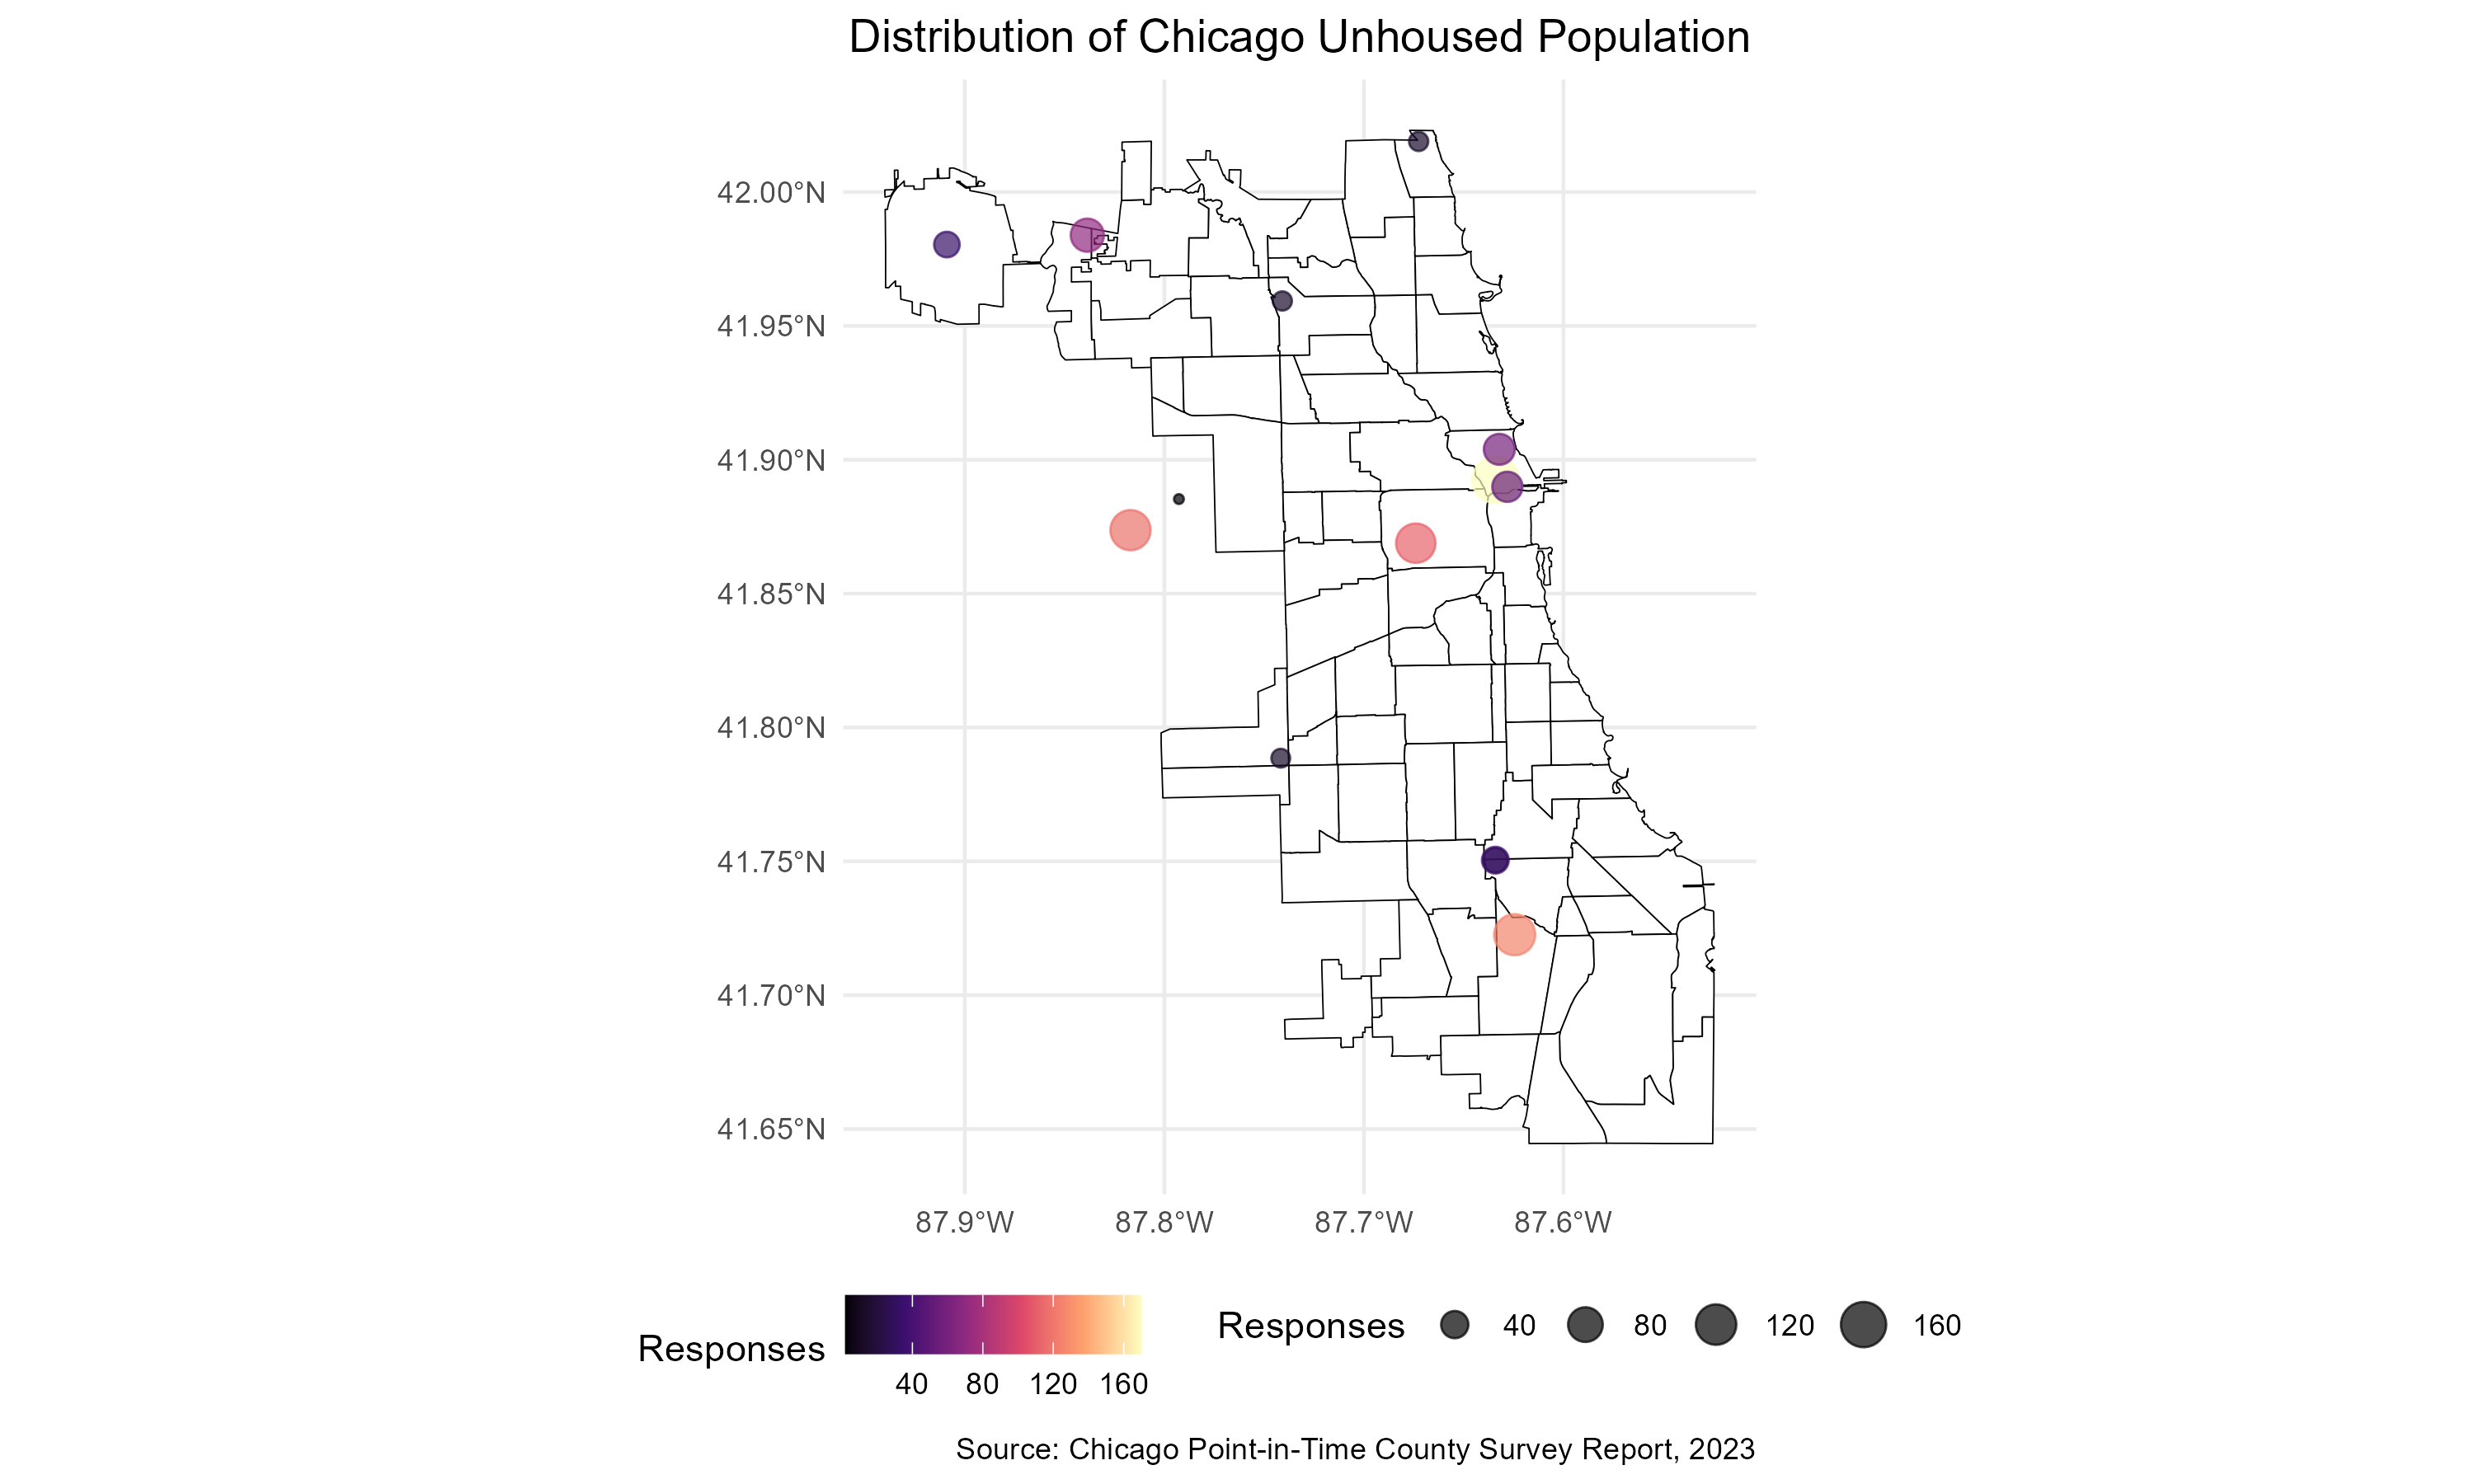 Distribution of Chicago Unhoused Population
42.00°N
41.95°N
41.90°N
41.85°N
41.80°N
41.75°N
41.70°N
41.65°N
87.9°W 87.8°W 87.7°W 87.6°W
Responses
40 80 120 160
Responses 40 80 120 160
Source: Chicago Point-in-Time County Survey Report, 2023